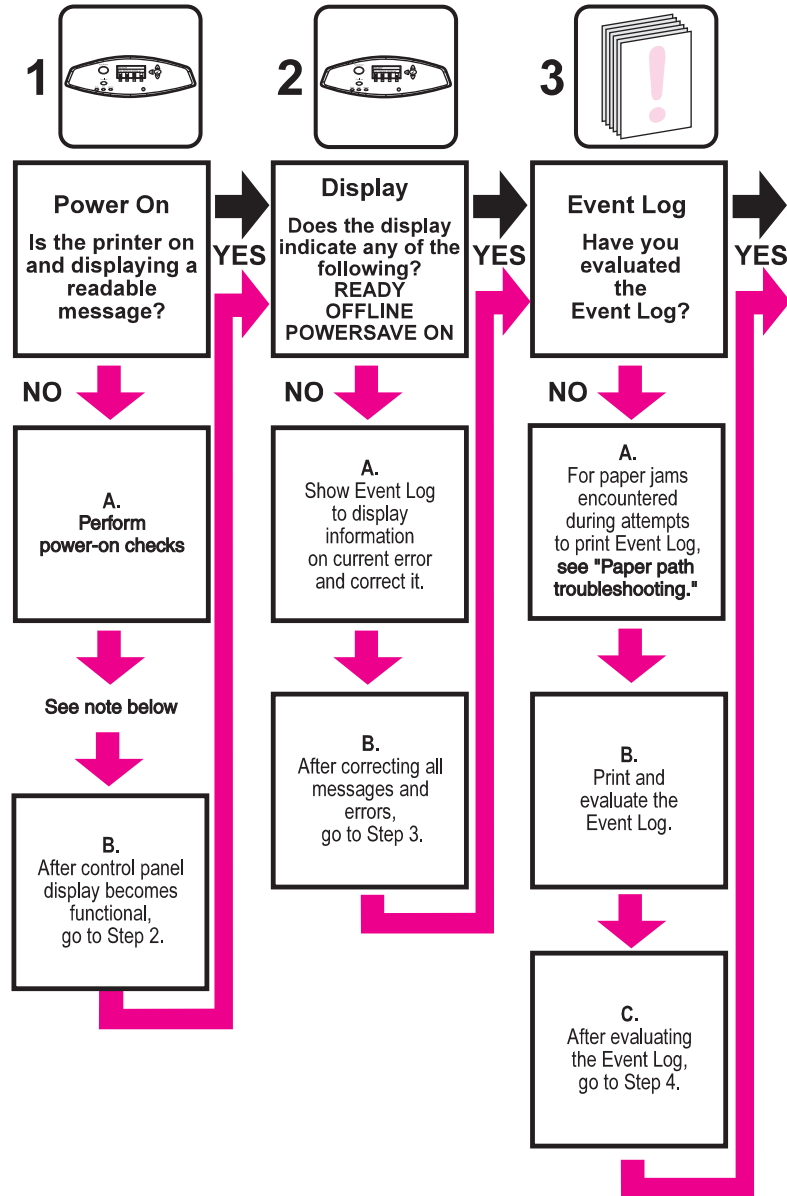 1
Power On
Is the printer on
and displaying a
readable
message?
YES
NO
A.
Perform
power-on checks
See note below
B.
After control panel
display becomes
functional,
go to Step 2.
2
Display
Does the display
indicate any of the
following?
READY
OFFLINE
POWERSAVE ON
YES
NO
A.
Show Event Log
to display
information
on current error
and correct it.
B.
After correcting all
messages and
errors,
go to Step 3.
3
Event Log
Have you
evaluated
the
Event Log?
YES
NO
A.
For paper jams
encountered
during attempts
to print Event Log,
see "Paper path
troubleshooting."
B.
Print and
evaluate the
Event Log.
C.
After evaluating
the Event Log,
go to Step 4.